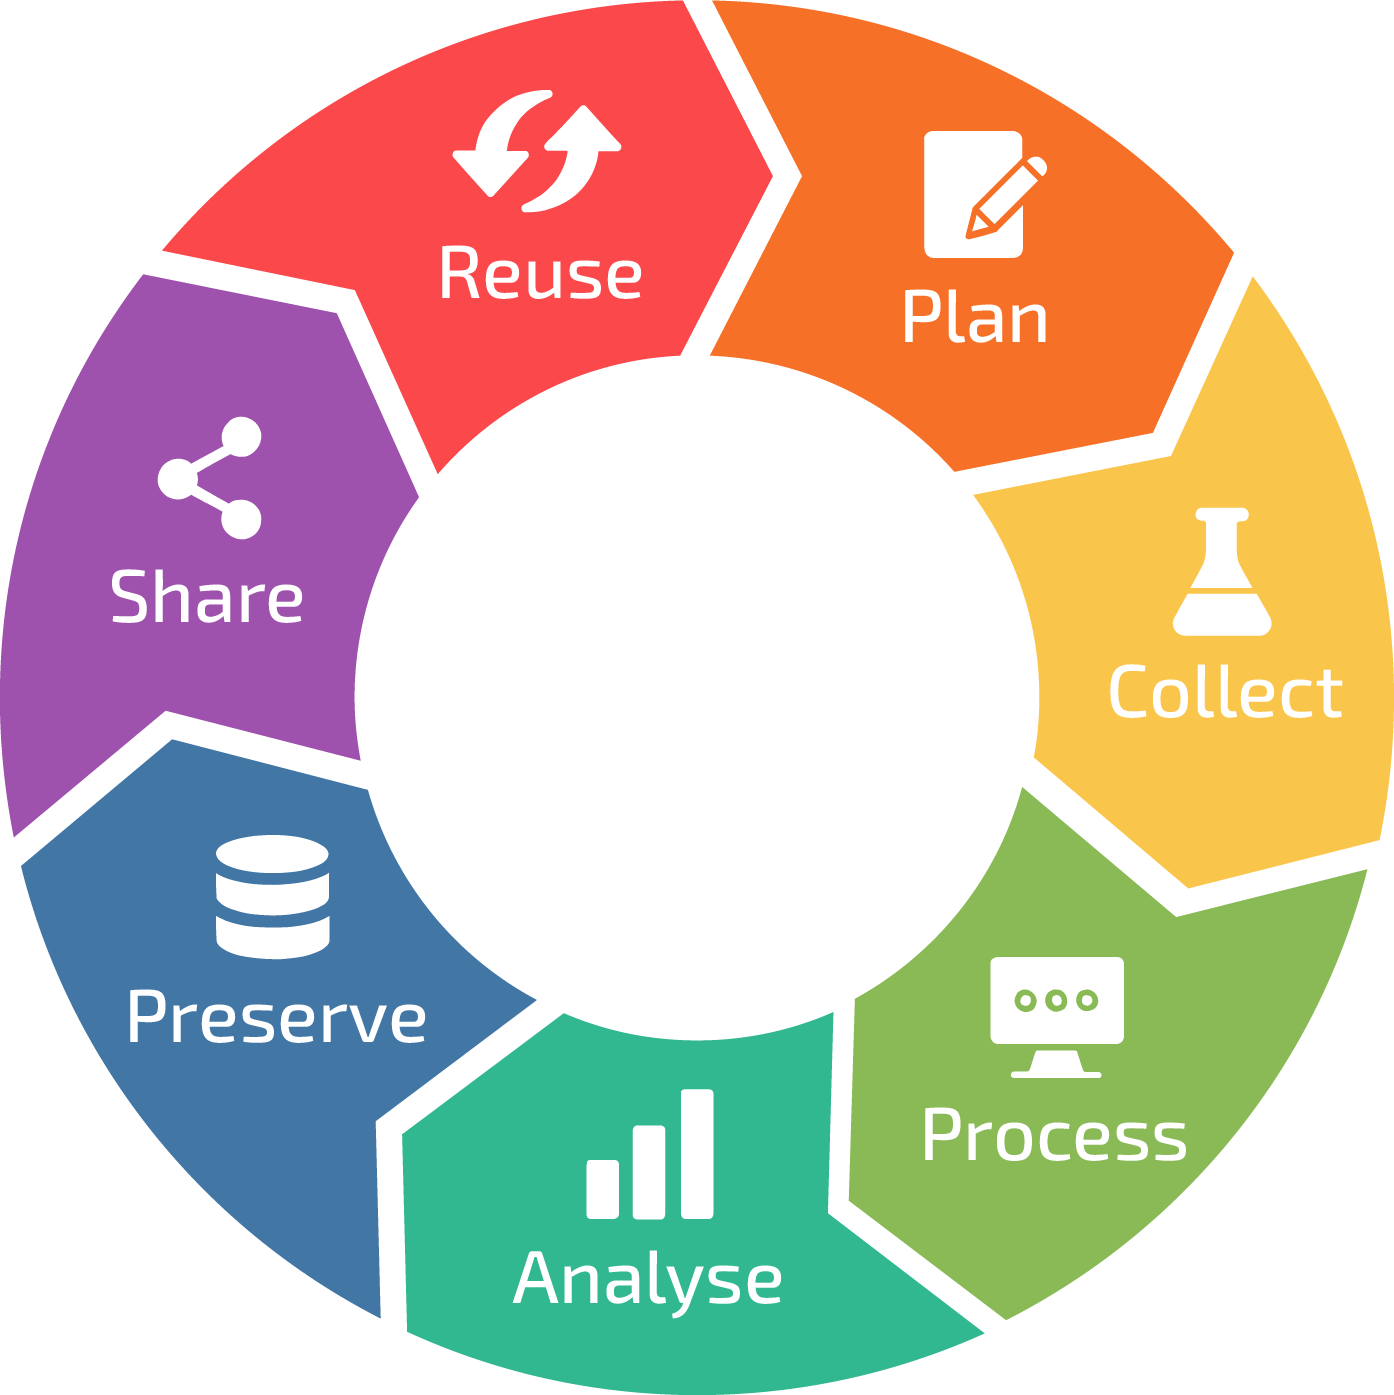 Reuse
Plan
Share
Collect
Preserve
Process
Analyse